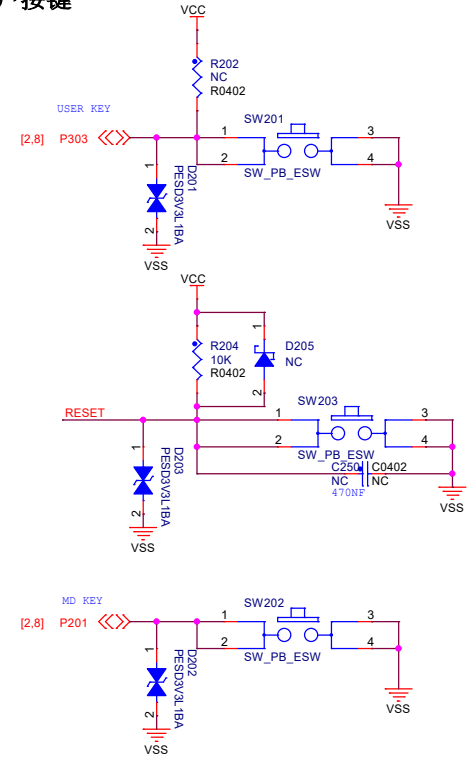 按键
VCC
R202
NC
R0402
USER KEY
[2,8] P303
SW201
1
2
3
4
SW_PB_ESW
1
2
D201
PESD3V3L1BA
VSS
VSS
VCC
R204
10K
R0402
1
2
D205
NC
RESET
SW203
1
2
3
4
SW_PB_ESW
C250 C0402
NC NC
470NF
1
2
D203
PESD3V3L1BA
VSS
VSS
MD KEY
[2,8] P201
SW202
1
2
3
4
SW_PB_ESW
1
2
D202
PESD3V3L1BA
VSS
VSS